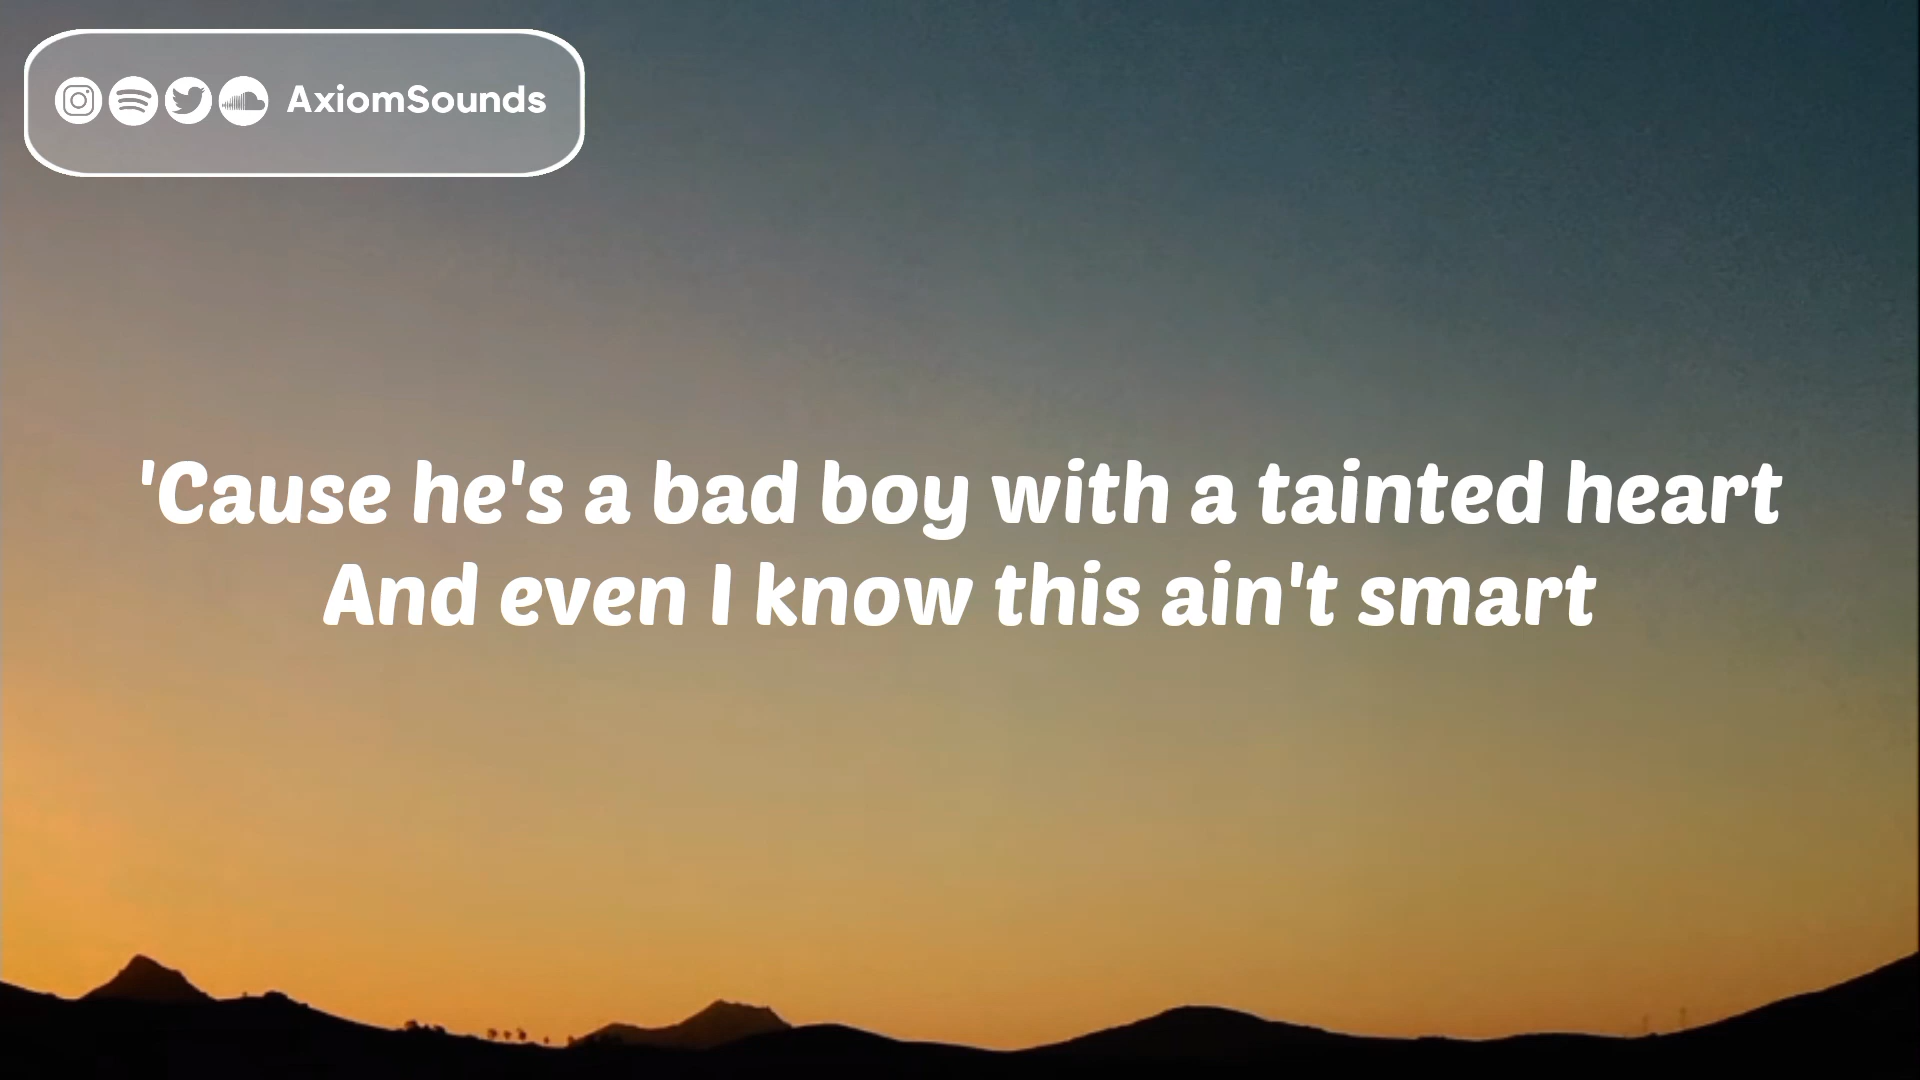 AxiomSounds
'Cause he's a bad boy with a tainted heart
And even I know this ain't smart